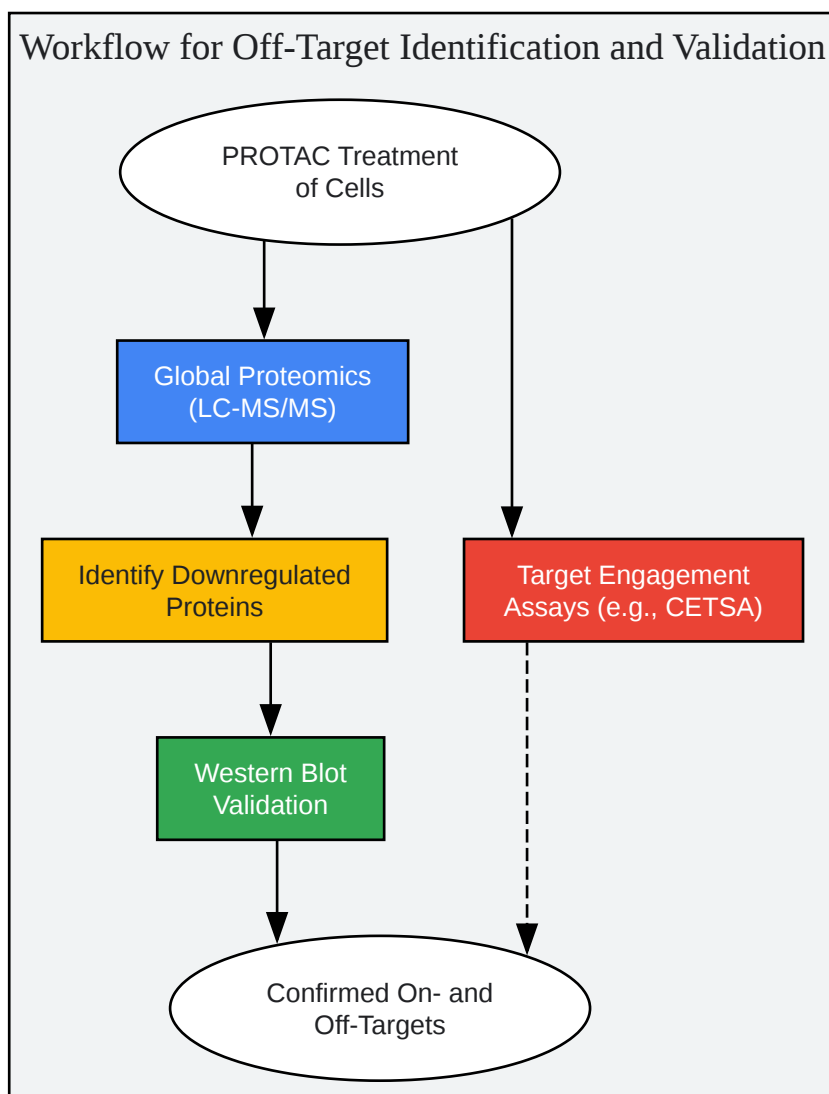 Workflow for Off-Target Identification and Validation
PROTAC Treatment
of Cells
Global Proteomics
(LC-MS/MS)
Identify Downregulated
Proteins
Target Engagement
Assays (e.g., CETSA)
Western Blot
Validation
Confirmed On- and
Off-Targets